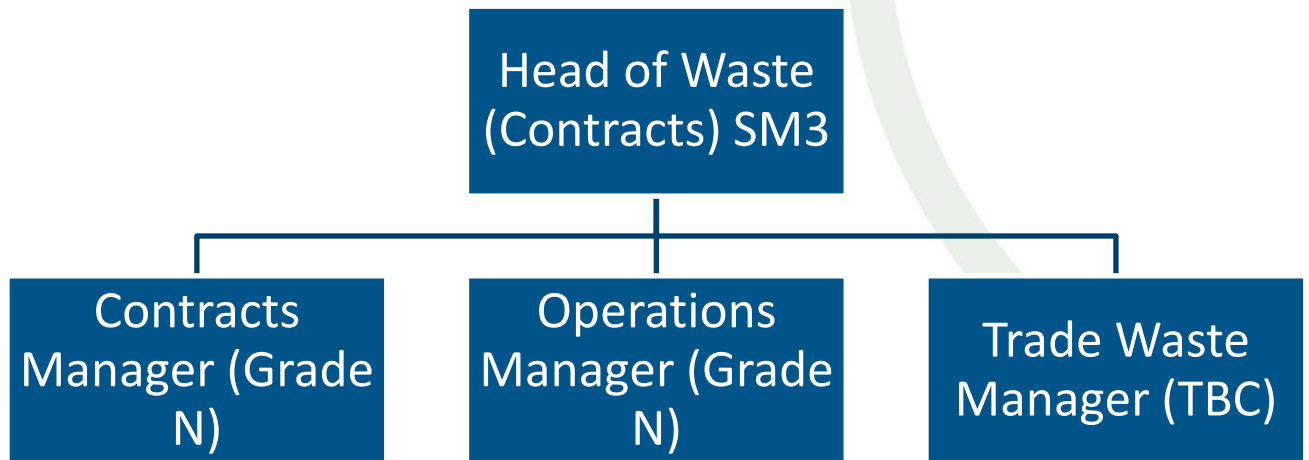 Head of Waste
(Contracts) SM3
Contracts
Manager (Grade
N)
Operations
Manager (Grade
N)
Trade Waste
Manager (TBC)